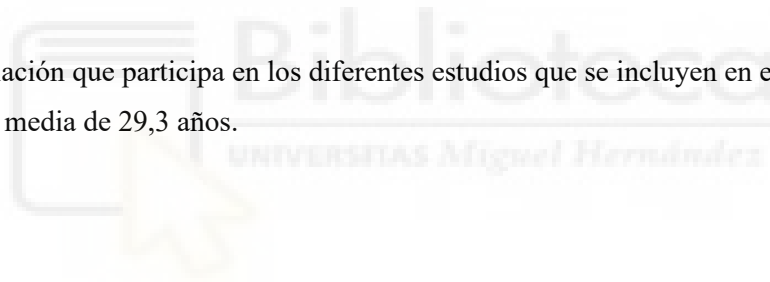 Biblioteca
ación que participa en los diferentes estudios que se incluyen en e
media de 29,3 años.
UNIVERSITAS Miguel Hernández